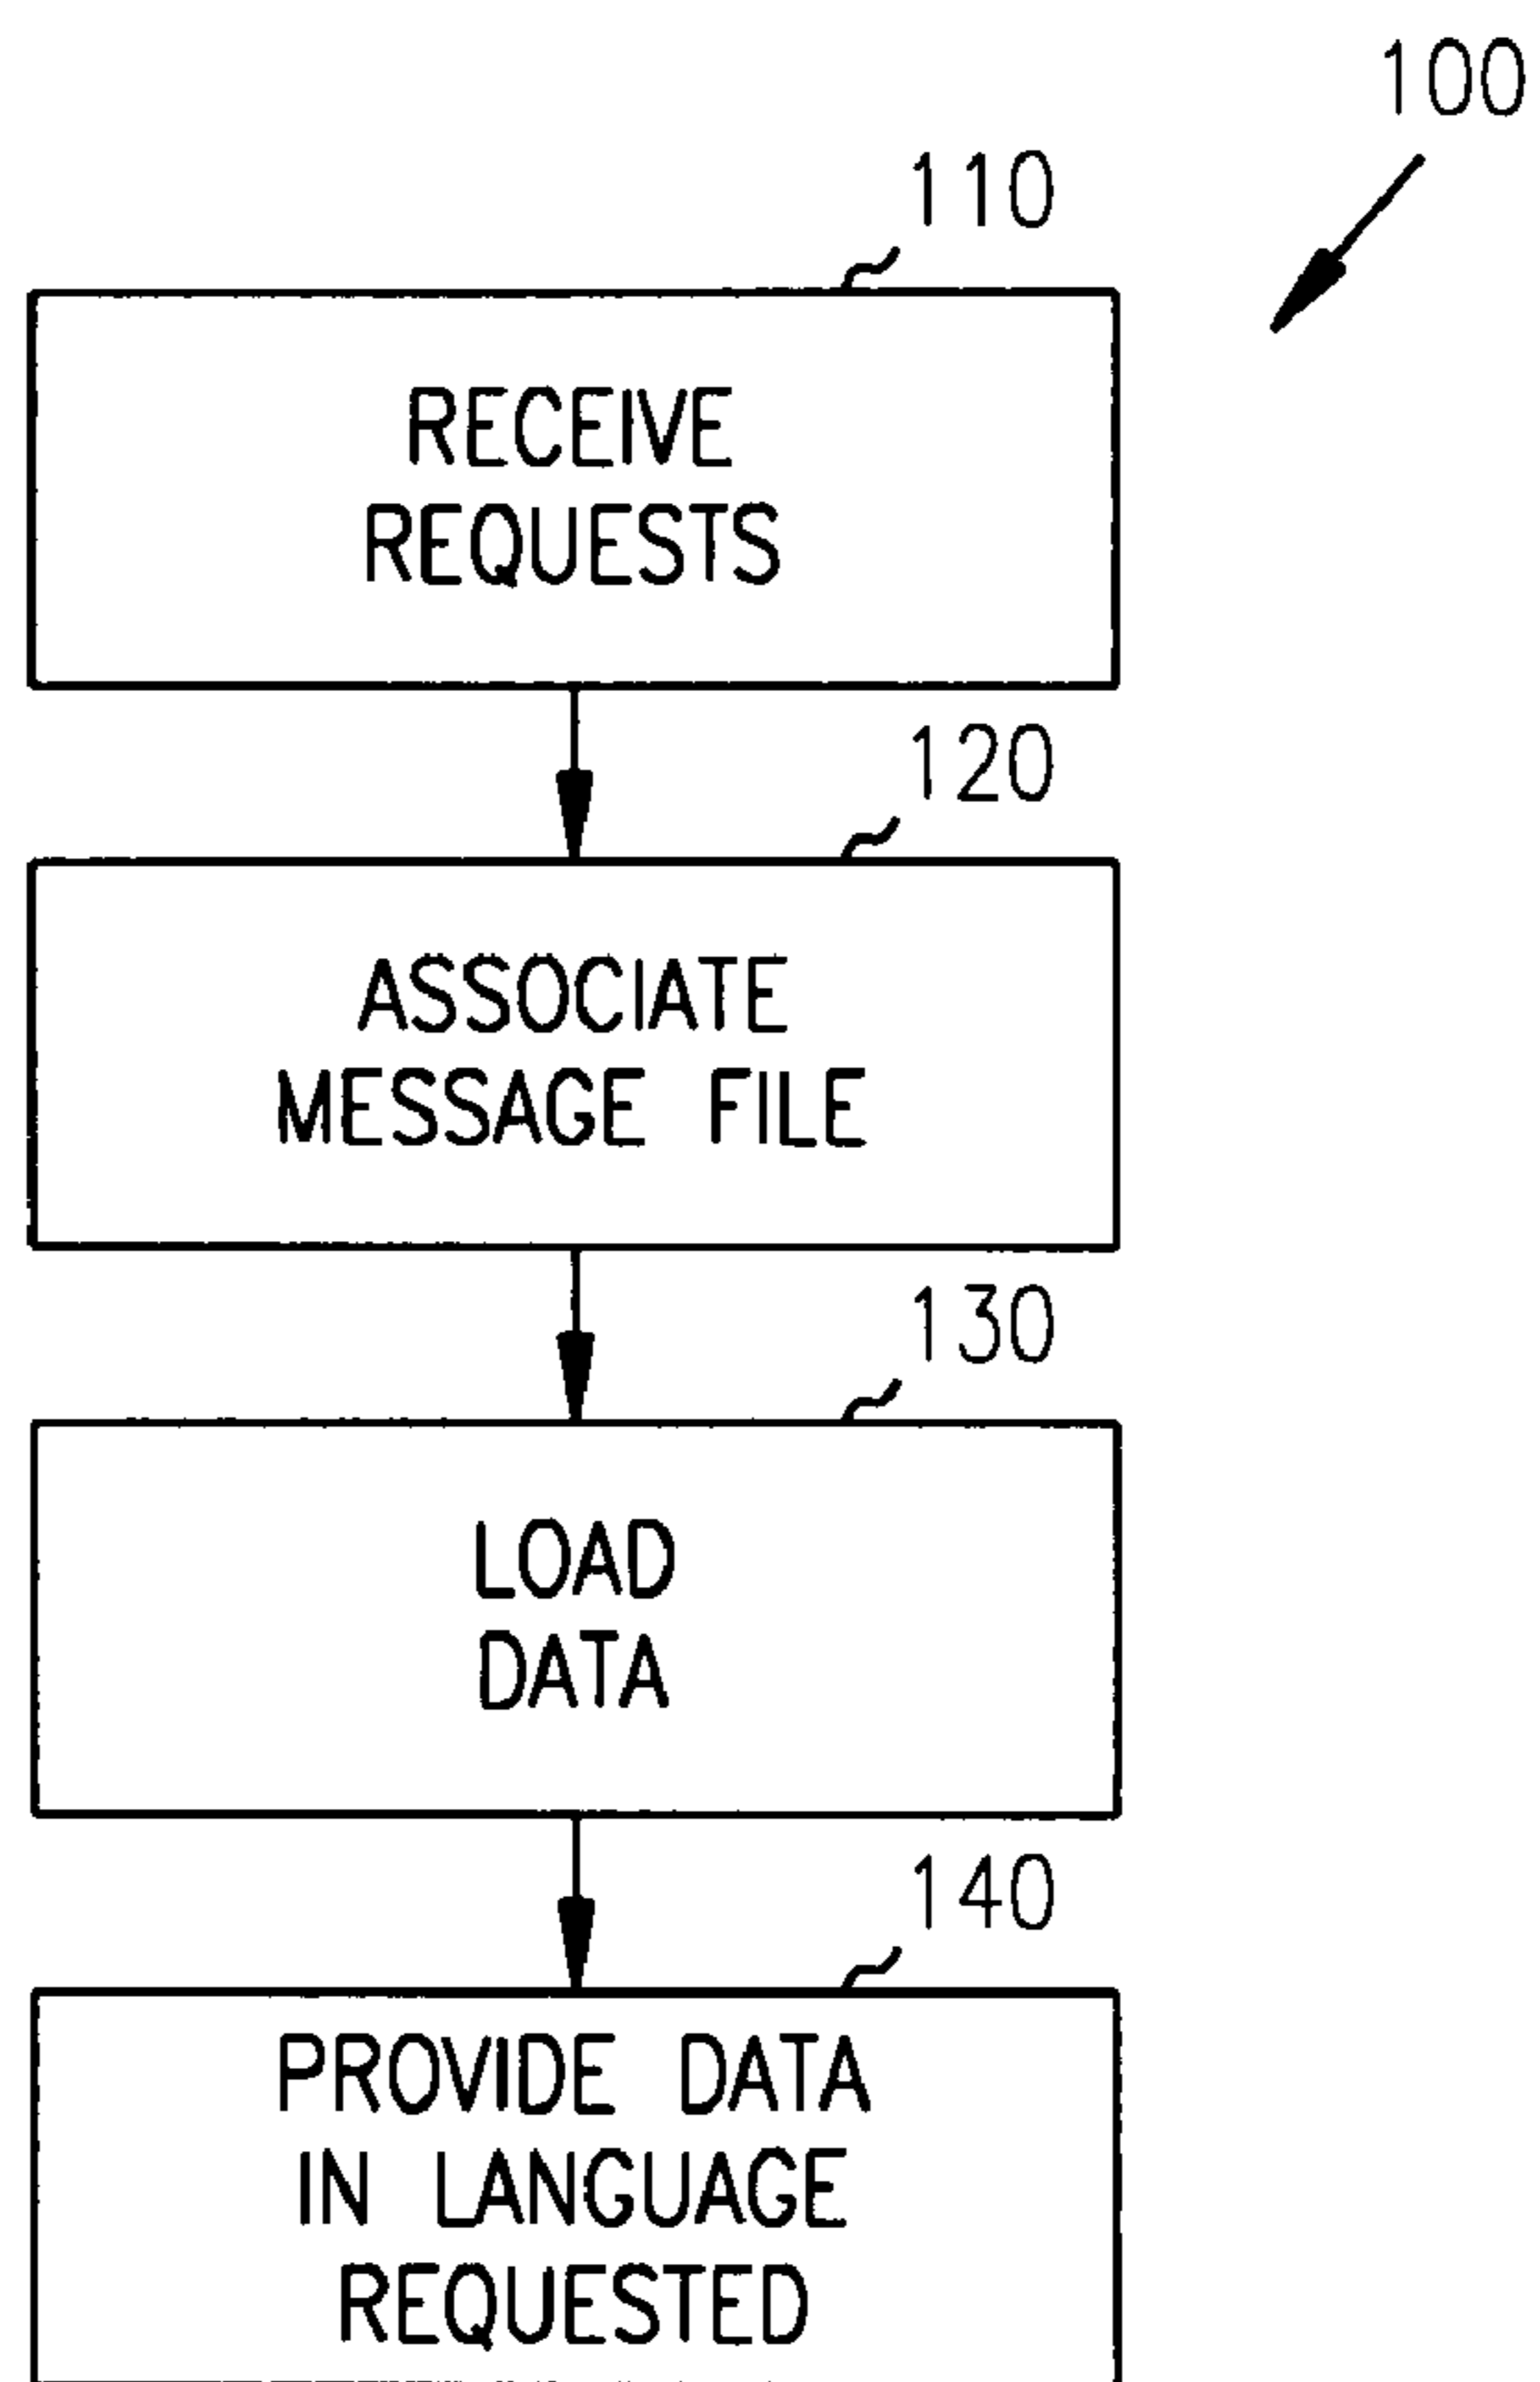 100
110
RECEIVE
REQUESTS
120
ASSOCIATE
MESSAGE FILE
130
LOAD
DATA
140
PROVIDE DATA
IN LANGUAGE
REQUESTED